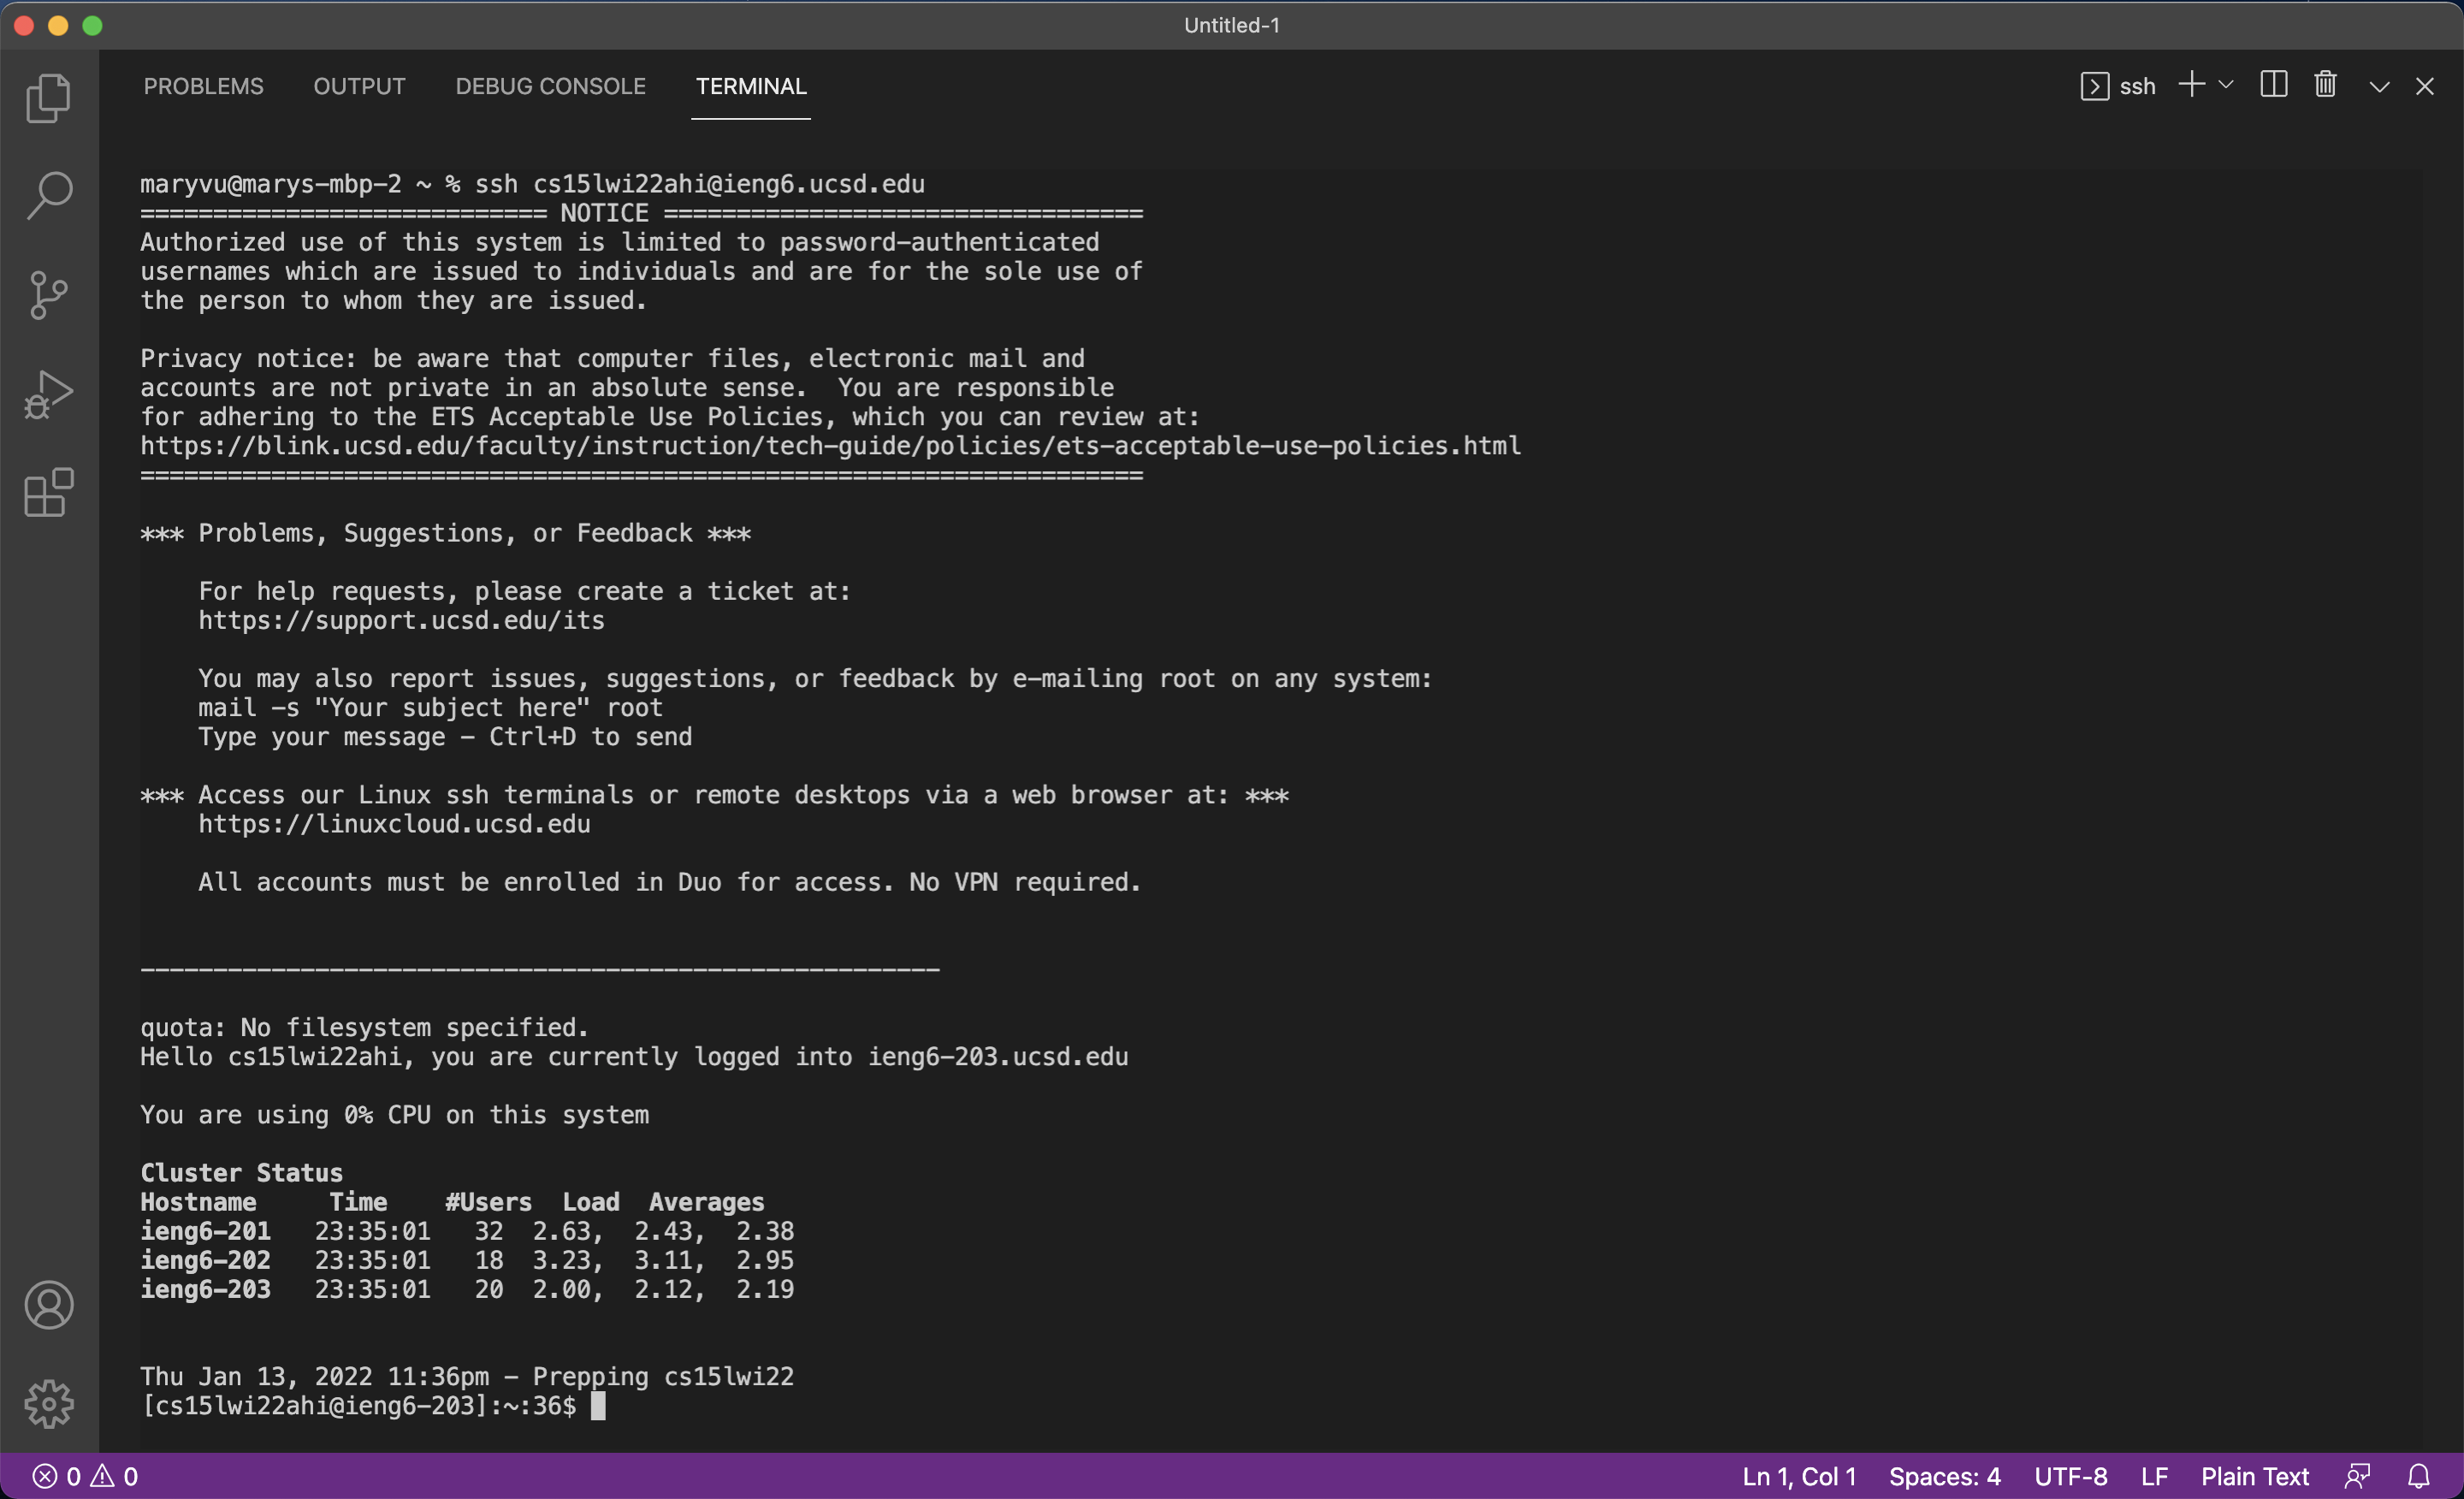 Untitled-1
PROBLEMS OUTPUT DEBUG CONSOLE TERMINAL ssh
maryvu@marys-mbp-2 ~ % ssh cs15lwi22ahi@ieng6.ucsd.edu
============================ NOTICE =================================
Authorized use of this system is limited to password-authenticated
usernames which are issued to individuals and are for the sole use of
the person to whom they are issued.
Privacy notice: be aware that computer files, electronic mail and
accounts are not private in an absolute sense.  You are responsible
for adhering to the ETS Acceptable Use Policies, which you can review at:
https://blink.ucsd.edu/faculty/instruction/tech-guide/policies/ets-acceptable-use-policies.html
=====================================================================
*** Problems, Suggestions, or Feedback ***
    For help requests, please create a ticket at:
    https://support.ucsd.edu/its
    You may also report issues, suggestions, or feedback by e-mailing root on any system:
    mail -s "Your subject here" root
    Type your message - Ctrl+D to send
*** Access our Linux ssh terminals or remote desktops via a web browser at: ***
    https://linuxcloud.ucsd.edu
    All accounts must be enrolled in Duo for access. No VPN required.
-------------------------------------------------------
quota: No filesystem specified.
Hello cs15lwi22ahi, you are currently logged into ieng6-203.ucsd.edu
You are using 0% CPU on this system
Cluster Status
Hostname     Time    #Users  Load  Averages
ieng6-201   23:35:01   32  2.63,  2.43,  2.38
ieng6-202   23:35:01   18  3.23,  3.11,  2.95
ieng6-203   23:35:01   20  2.00,  2.12,  2.19
Thu Jan 13, 2022 11:36pm - Prepping cs15lwi22
[cs15lwi22ahi@ieng6-203]:~:36$
0 0 Ln 1, Col 1 Spaces: 4 UTF-8 LF Plain Text